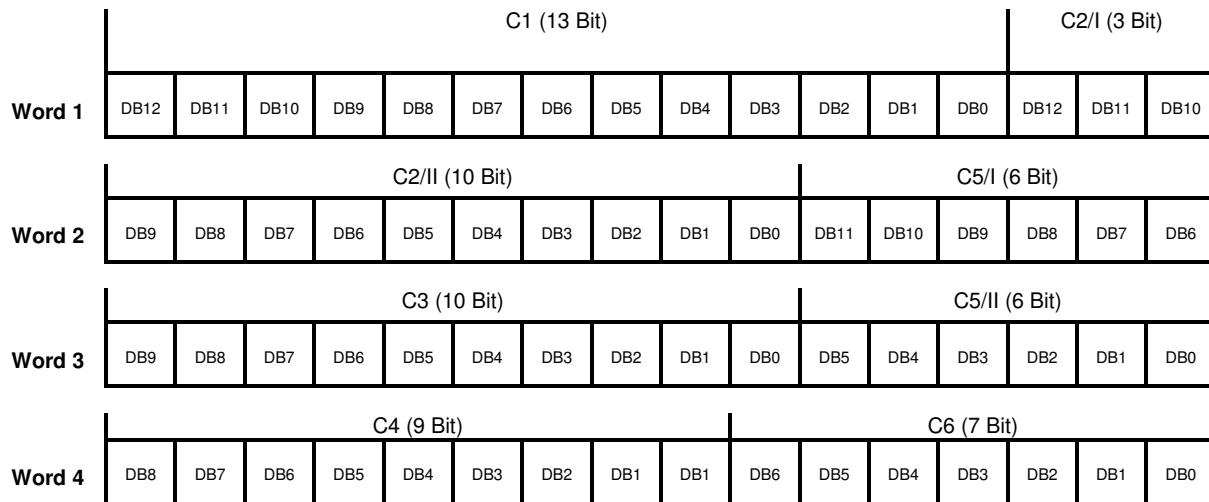 C1 (13 Bit) C2/I (3 Bit)
Word 1 DB12 DB11 DB10 DB9 DB8 DB7 DB6 DB5 DB4 DB3 DB2 DB1 DB0 DB12 DB11 DB10
C2/II (10 Bit) C5/I (6 Bit)
Word 2 DB9 DB8 DB7 DB6 DB5 DB4 DB3 DB2 DB1 DB0 DB11 DB10 DB9 DB8 DB7 DB6
C3 (10 Bit) C5/II (6 Bit)
Word 3 DB9 DB8 DB7 DB6 DB5 DB4 DB3 DB2 DB1 DB0 DB5 DB4 DB3 DB2 DB1 DB0
C4 (9 Bit) C6 (7 Bit)
Word 4 DB8 DB7 DB6 DB5 DB4 DB3 DB2 DB1 DB1 DB6 DB5 DB4 DB3 DB2 DB1 DB0